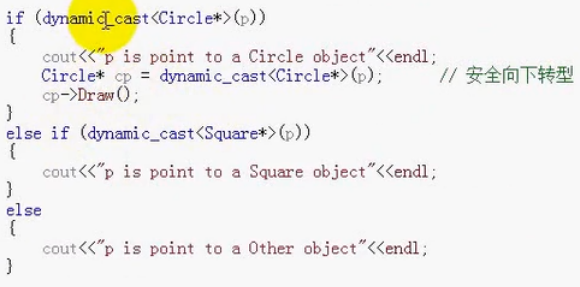 if (dynamic_cast<Circle*>(p))
{
    cout<<"p is point to a Circle object"<<endl;
    Circle* cp = dynamic_cast<Circle*>(p);      // 安全向下转型
    cp->Draw();
}
else if (dynamic_cast<Square*>(p))
{
    cout<<"p is point to a Square object"<<endl;
}
else
{
    cout<<"p is point to a Other object"<<endl;
}